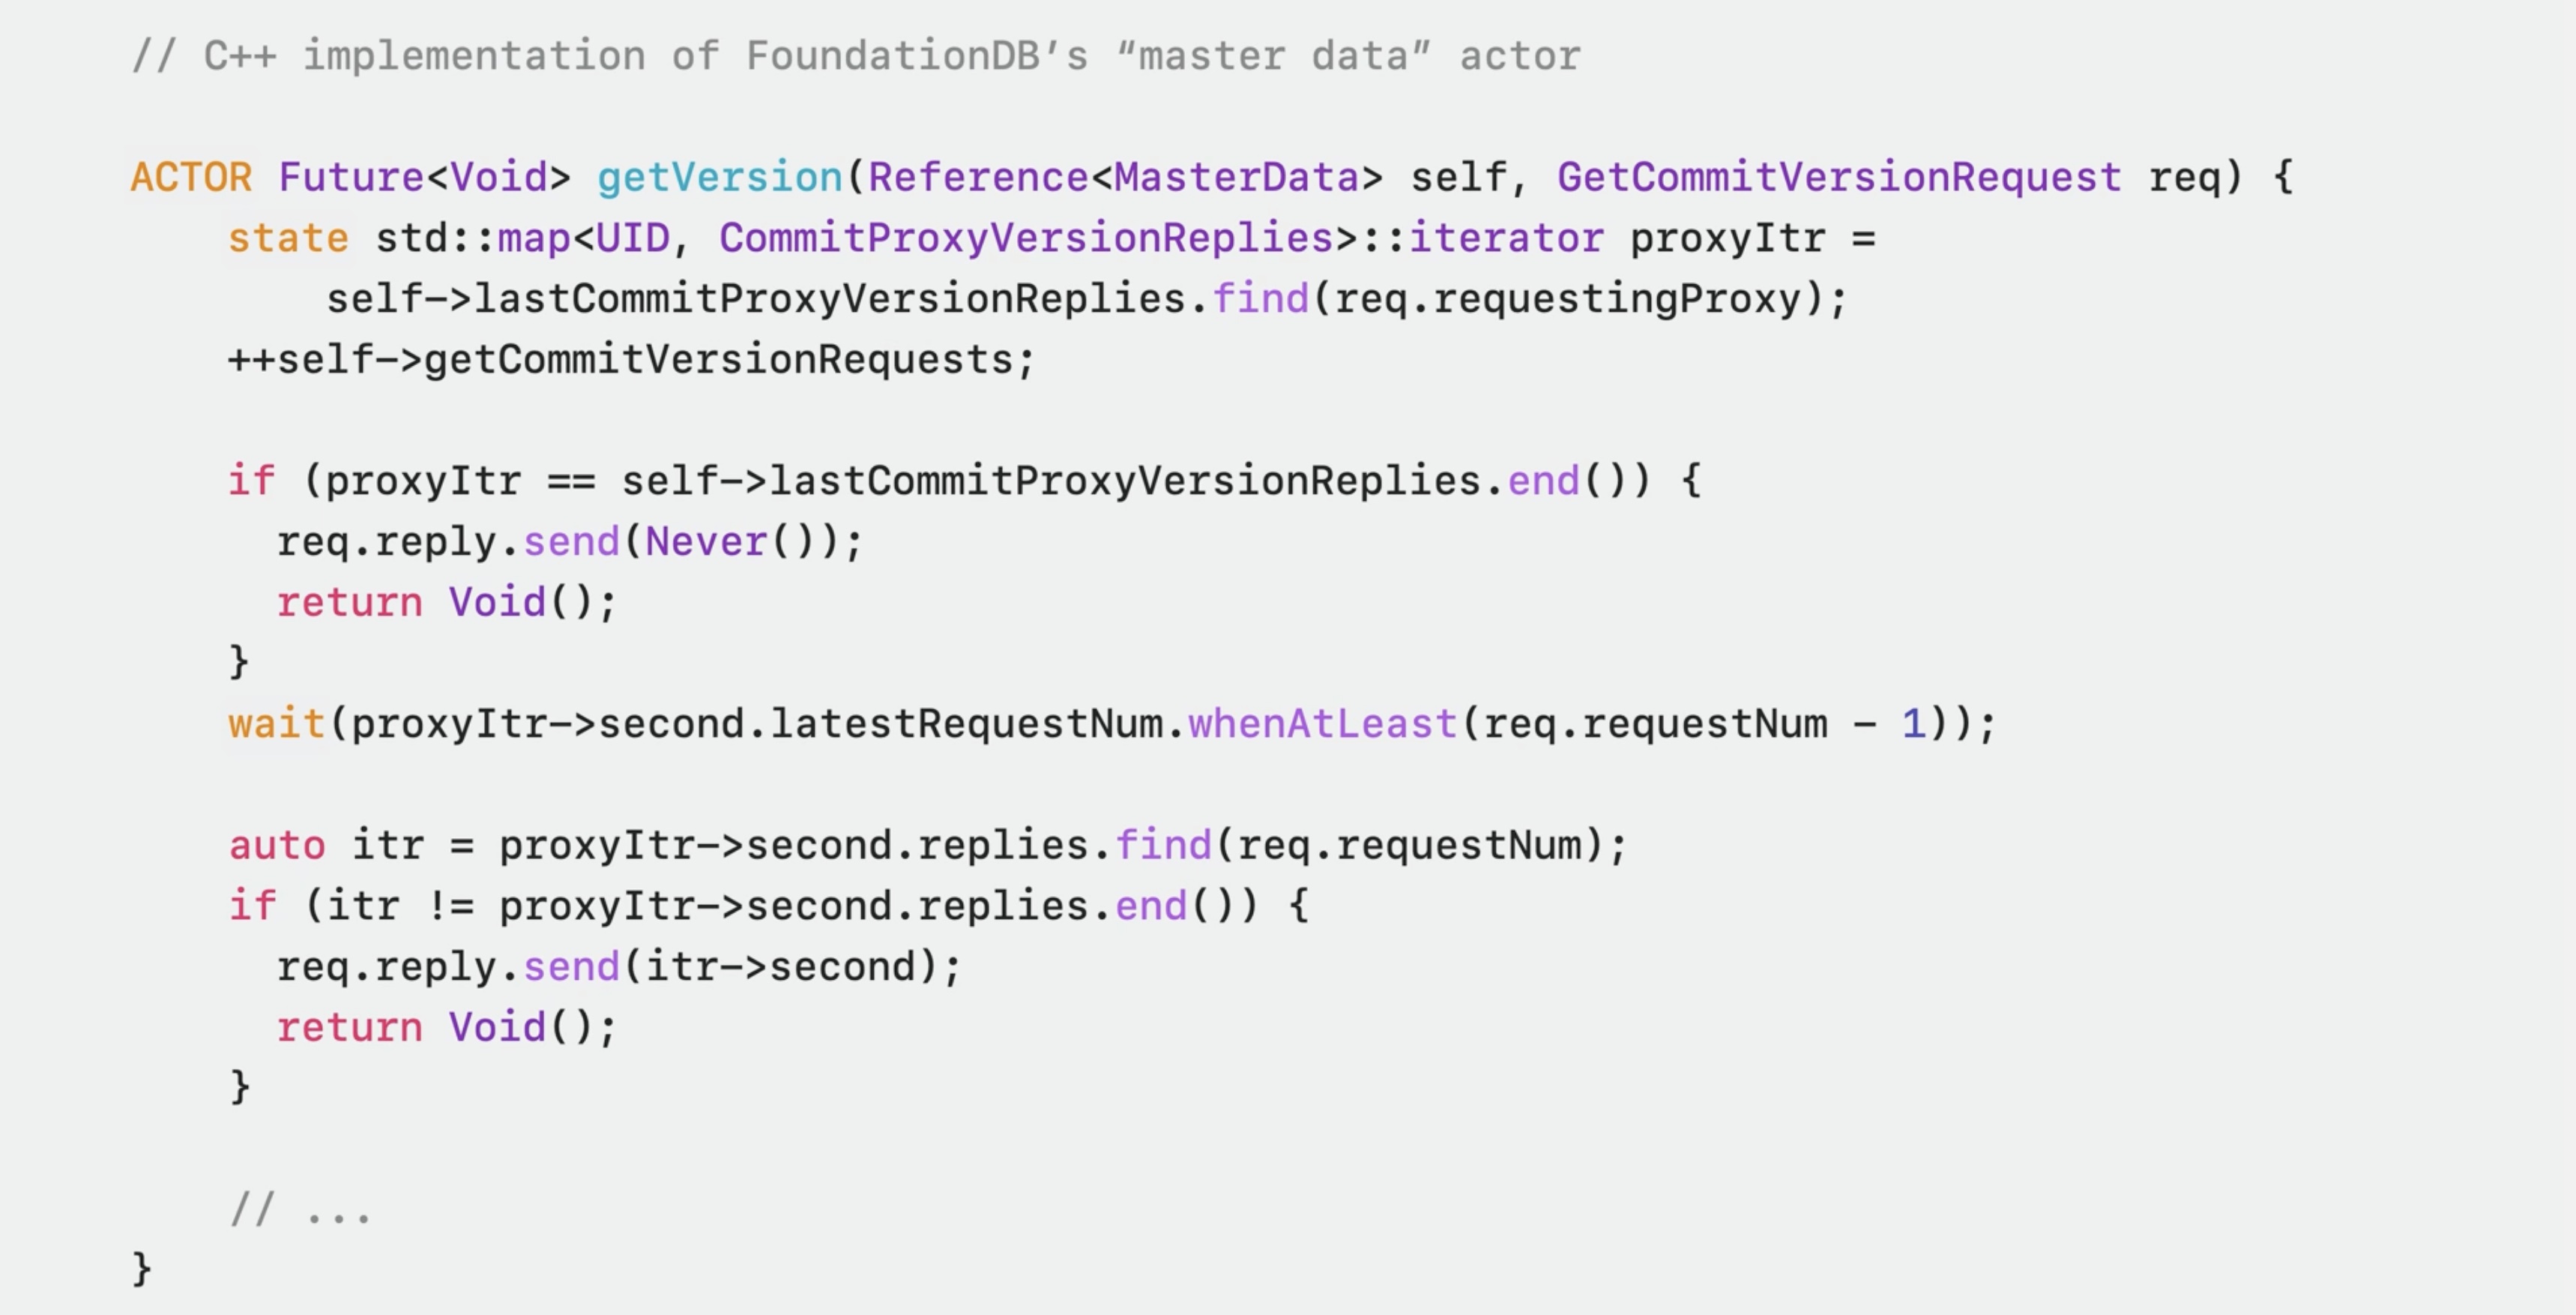 // C++ implementation of FoundationDB’s “master data” actor
ACTOR Future<Void> getVersion(Reference<MasterData> self, GetCommitVersionRequest req) {
state std::map<UID, CommitProxyVersionReplies>::iterator proxyItr =
self->lastCommitProxyVersionReplies.find(req.requestingProxy);
++self->getCommitVersionRequests;
if (proxyItr == self->lastCommitProxyVersionReplies.end()) {
req.reply.send(Never());
return Void();
}
wait(proxyItr->second.latestRequestNum.whenAtLeast(req.requestNum - 1));
auto itr = proxyItr->second.replies.find(req.requestNum);
if (itr != proxyItr->second.replies.end()) {
req.reply.send(itr->second);
return Void();
}
// ...
}